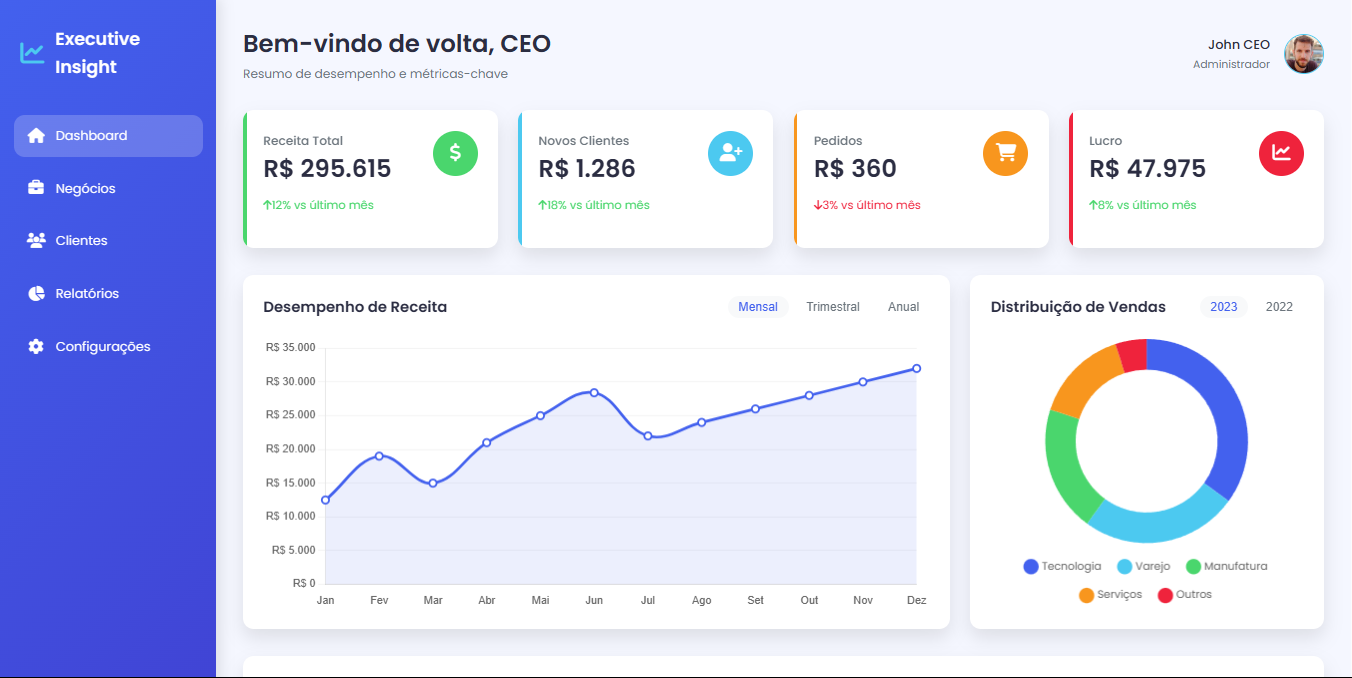 Executive
Insight
Dashboard
Negócios
Clientes
Relatórios
Configurações
Bem-vindo de volta, CEO
Resumo de desempenho e métricas-chave
John CEO
Administrador
Receita Total
R$ 295.615
12% vs último mês
Novos Clientes
R$ 1.286
18% vs último mês
Pedidos
R$ 360
3% vs último mês
Lucro
R$ 47.975
8% vs último mês
Desempenho de Receita
Mensal Trimestral Anual
R$ 35.000
R$ 30.000
R$ 25.000
R$ 20.000
R$ 15.000
R$ 10.000
R$ 5.000
R$ 0
Jan Fev Mar Abr Mai Jun Jul Ago Set Out Nov Dez
Distribuição de Vendas
2023 2022
Tecnologia Varejo Manufatura
Serviços Outros